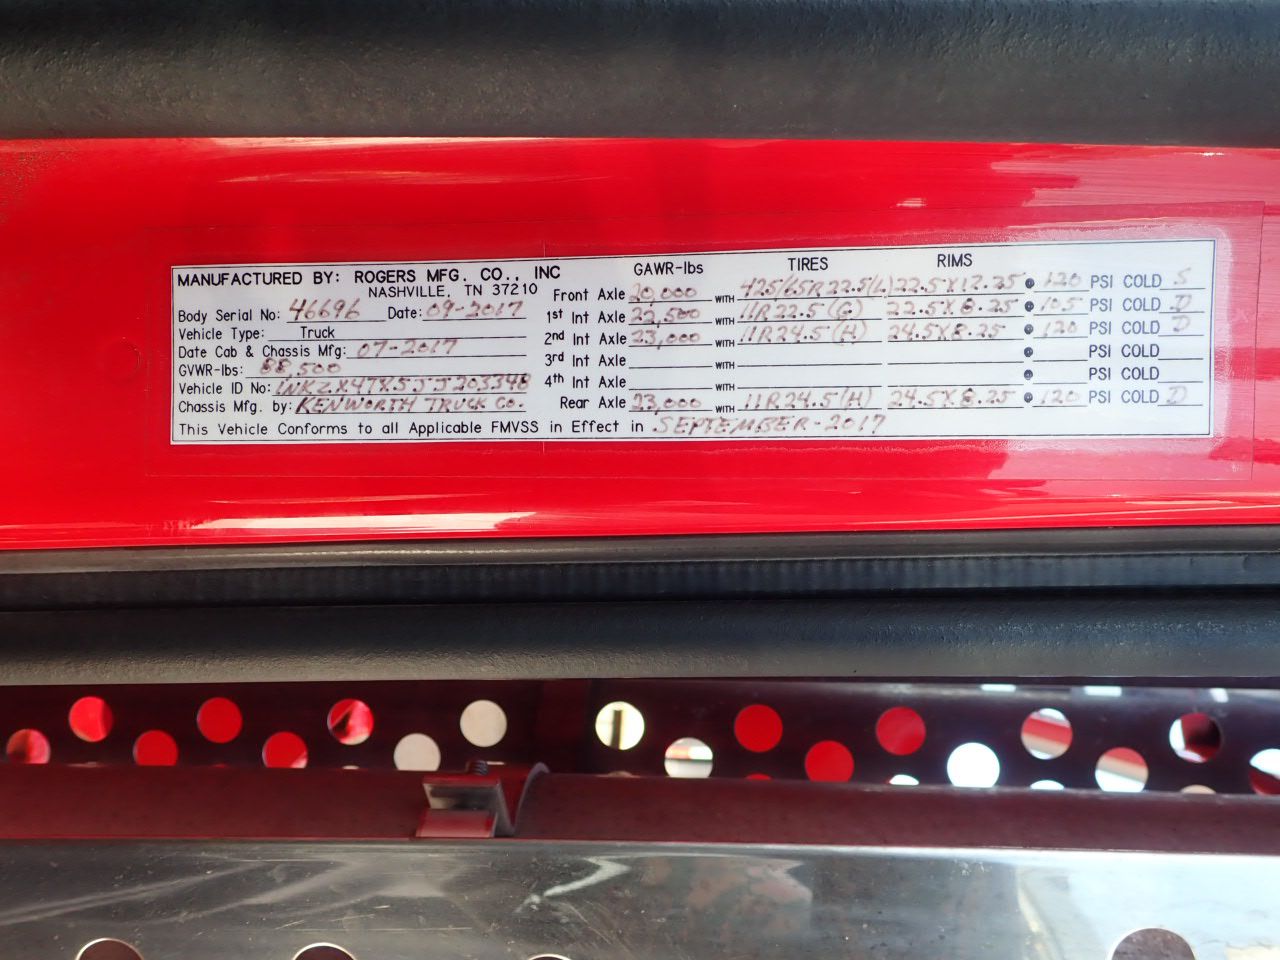 MANUFACTURED BY: ROGERS MFG. CO., INC
NASHVILLE, TN 37210
Body Serial No: 46696 Date: 09-2017
Vehicle Type: Truck
Date Cab & Chassis Mfg: 07-2017
GVWR-lbs: 88,500
Vehicle ID No: 1NKZX4TX5JJ203348
Chassis Mfg. by: KENWORTH TRUCK CO.
GAWR-lbs TIRES RIMS
Front Axle 20,000 WITH 425/65R22.5(L) 22.5X12.25 @ 120 PSI COLD S
1st Int Axle 22,500 WITH 11R22.5(G) 22.5X8.25 @ 105 PSI COLD D
2nd Int Axle 23,000 WITH 11R24.5(H) 24.5X8.25 @ 120 PSI COLD D
3rd Int Axle WITH @ PSI COLD
4th Int Axle WITH @ PSI COLD
Rear Axle 23,000 WITH 11R24.5(H) 24.5X8.25 @ 120 PSI COLD D
This Vehicle Conforms to all Applicable FMVSS in Effect in SEPTEMBER-2017